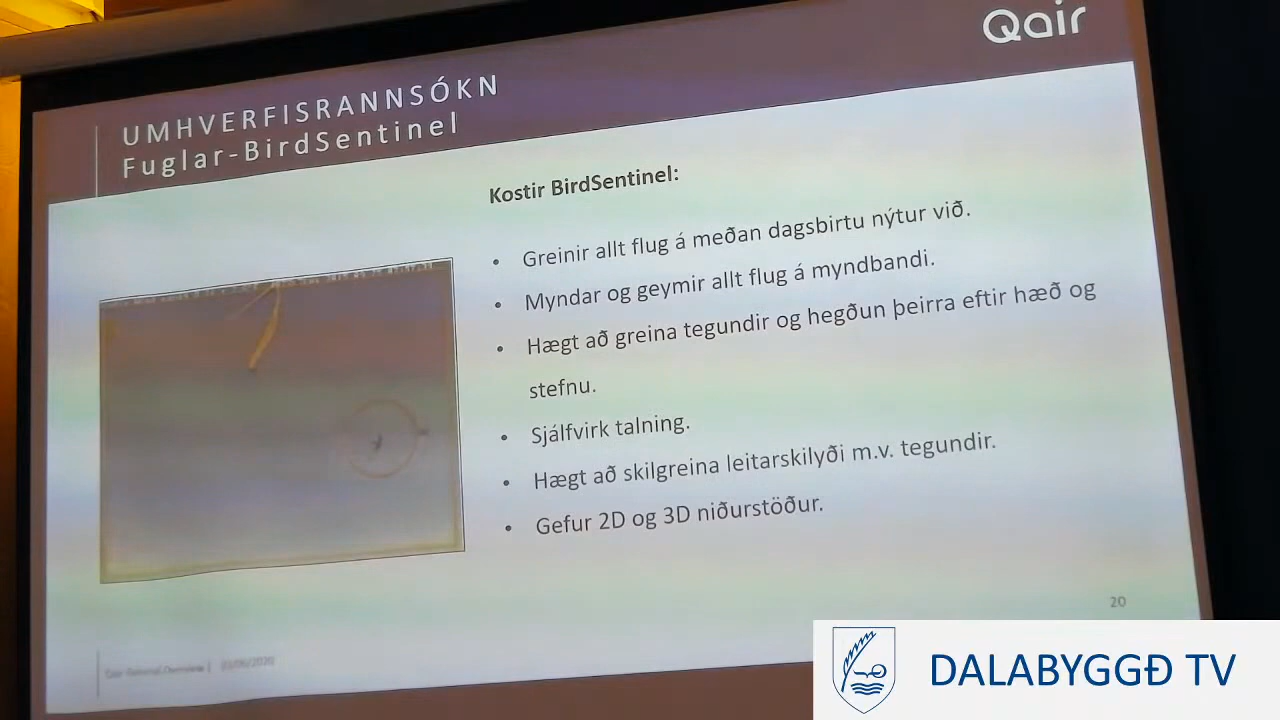 Qair
UMHVERFISRANNSÓKN
Fuglar-BirdSentinel
Kostir BirdSentinel:
• Greinir allt flug á meðan dagsbirtu nýtur við.
• Myndar og geymir allt flug á myndbandi.
• Hægt að greina tegundir og hegðun þeirra eftir hæð og
stefnu.
• Sjálfvirk talning.
• Hægt að skilgreina leitarskilyði m.v. tegundir.
• Gefur 2D og 3D niðurstöður.
20
DALABYGGÐ TV